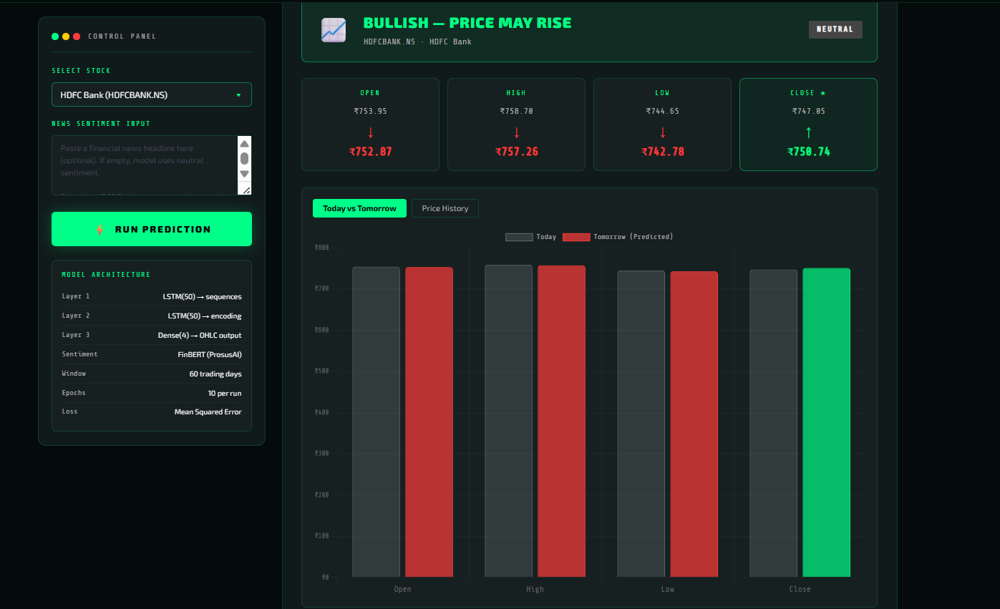 CONTROL PANEL
SELECT STOCK
HDFC Bank (HDFCBANK.NS)
NEWS SENTIMENT INPUT
Paste a financial news headline here
(optional). If empty, model uses neutral
sentiment.
RUN PREDICTION
MODEL ARCHITECTURE
Layer 1 LSTM(50) → sequences
Layer 2 LSTM(50) → encoding
Layer 3 Dense(4) → OHLC output
Sentiment FinBERT (ProsusAI)
Window 60 trading days
Epochs 10 per run
Loss Mean Squared Error
BULLISH — PRICE MAY RISE
HDFCBANK.NS · HDFC Bank
NEUTRAL
OPEN
₹753.95
↓
₹752.87
HIGH
₹758.70
↓
₹757.26
LOW
₹744.65
↓
₹742.78
CLOSE ★
₹747.05
↑
₹750.74
Today vs Tomorrow
Price History
Today Tomorrow (Predicted)
₹800
₹700
₹600
₹500
₹400
₹300
₹200
₹100
₹0
Open High Low Close